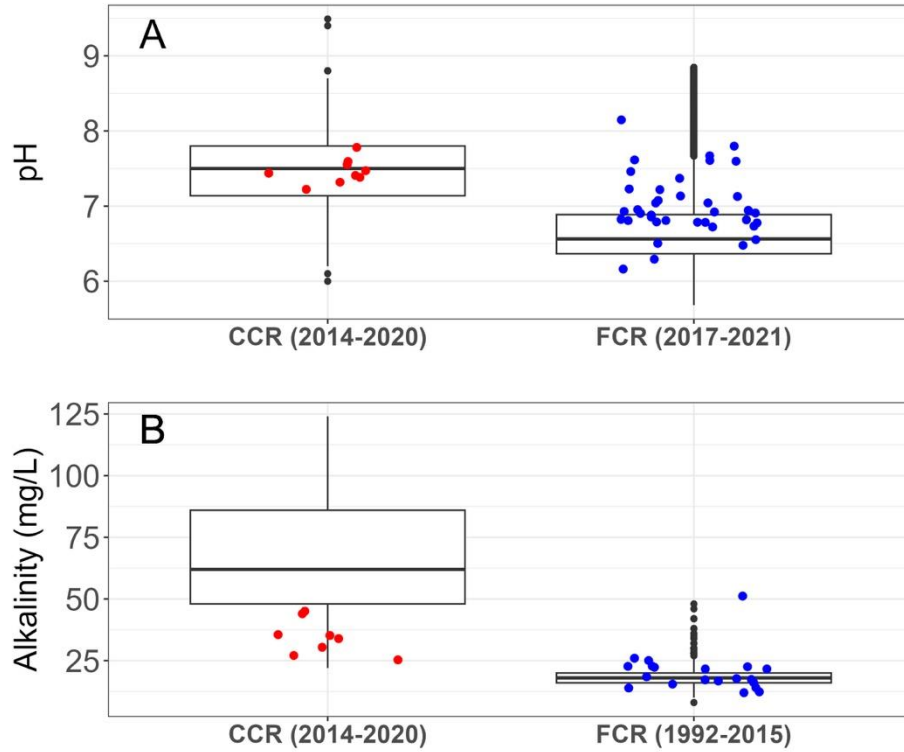 A
pH
9
8
7
6
CCR (2014-2020) FCR (2017-2021)
B
Alkalinity (mg/L)
125
100
75
50
25
CCR (2014-2020) FCR (1992-2015)